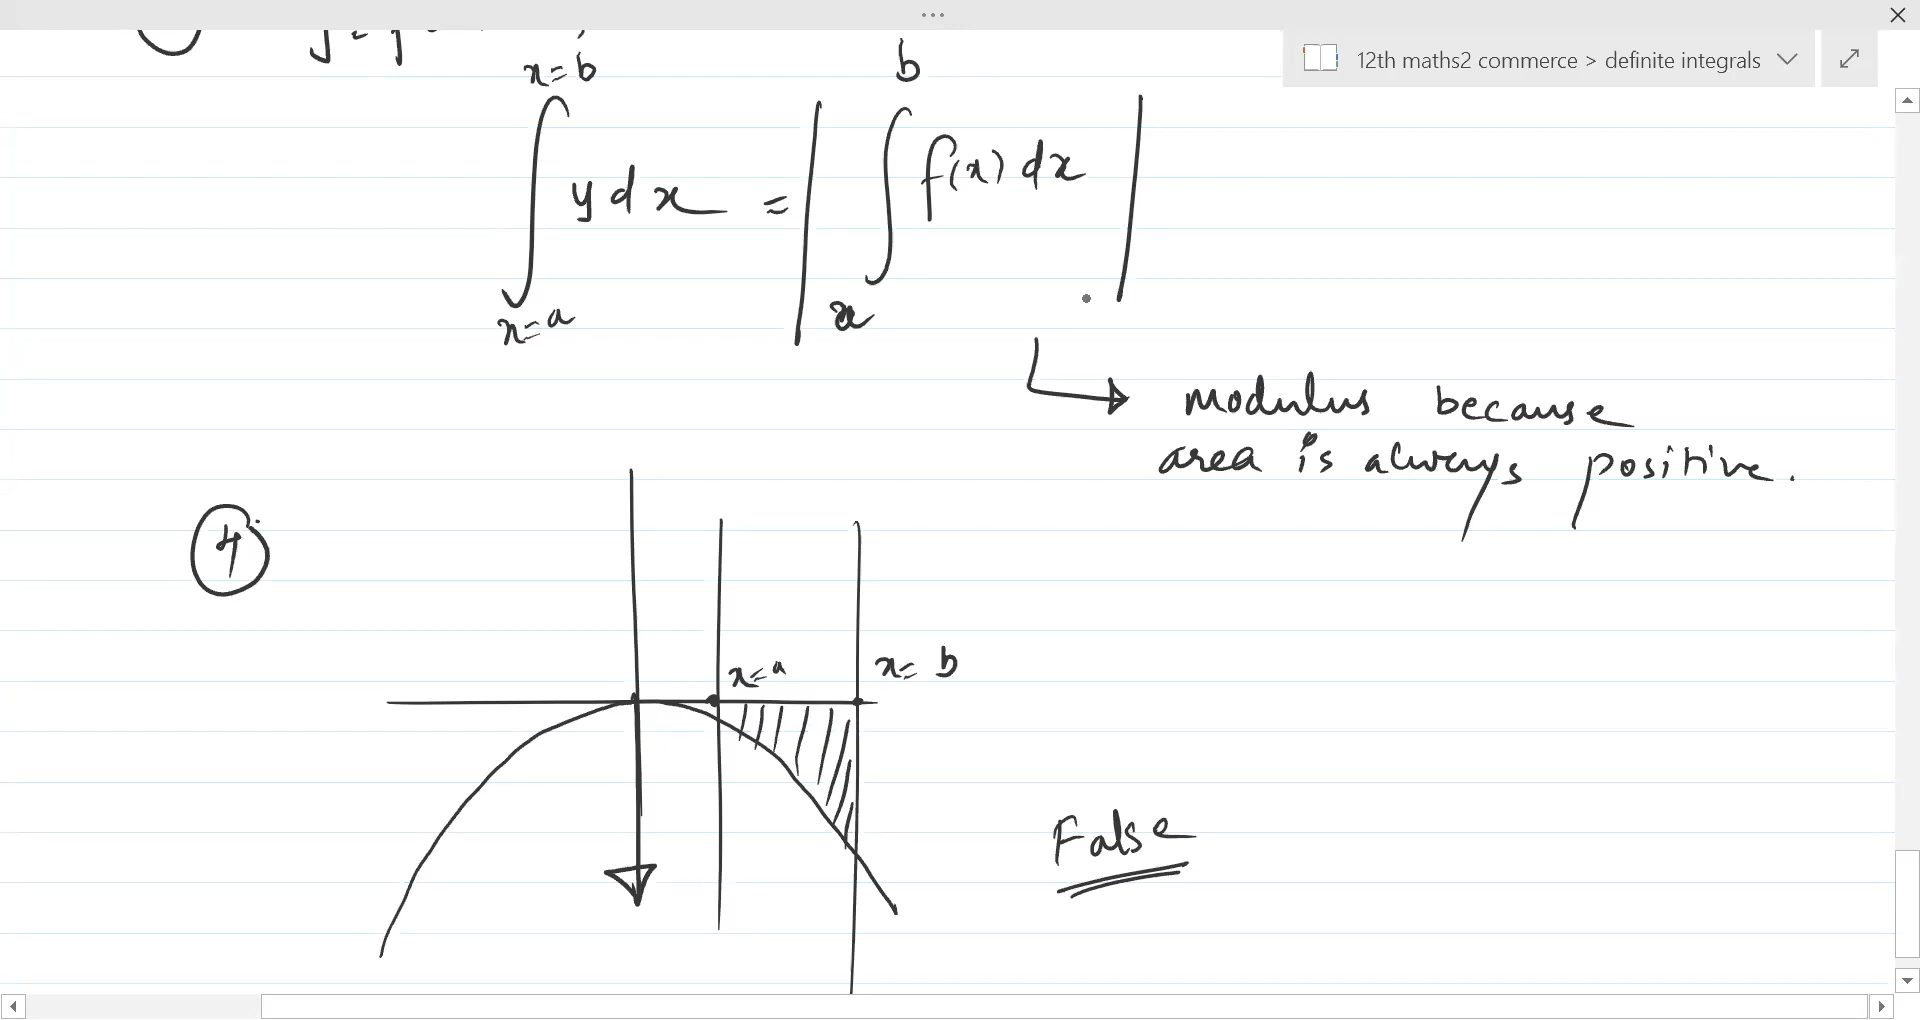 12th maths2 commerce > definite integrals
x=b
b
∫ y dx = | ∫ f(x) dx |
x=a
a
modulus because
area is always positive.
4
x=a
x= b
False